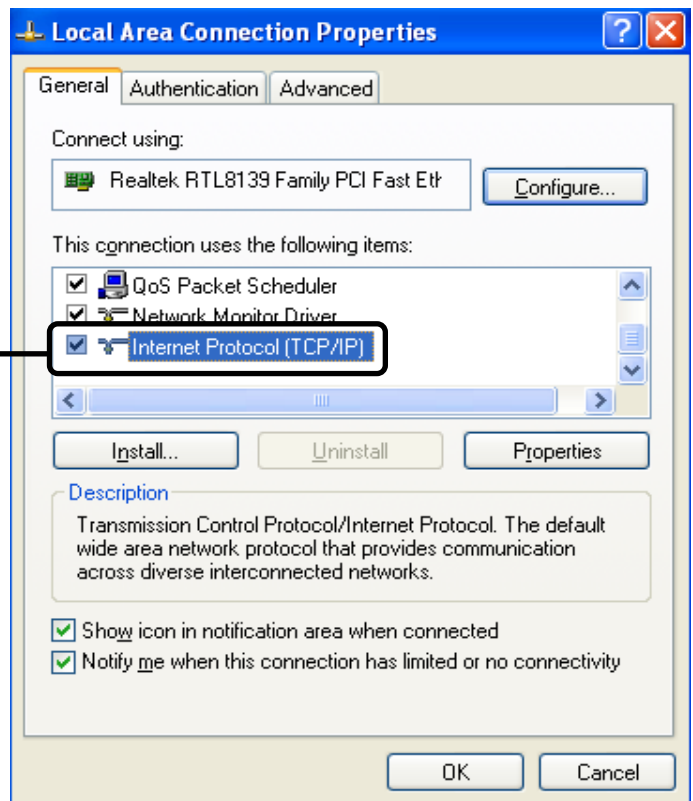 Local Area Connection Properties
General Authentication Advanced
Connect using:
Realtek RTL8139 Family PCI Fast Eth
Configure...
This connection uses the following items:
QoS Packet Scheduler
Network Monitor Driver
Internet Protocol (TCP/IP)
Install... Uninstall Properties
Description
Transmission Control Protocol/Internet Protocol. The default
wide area network protocol that provides communication
across diverse interconnected networks.
Show icon in notification area when connected
Notify me when this connection has limited or no connectivity
OK Cancel